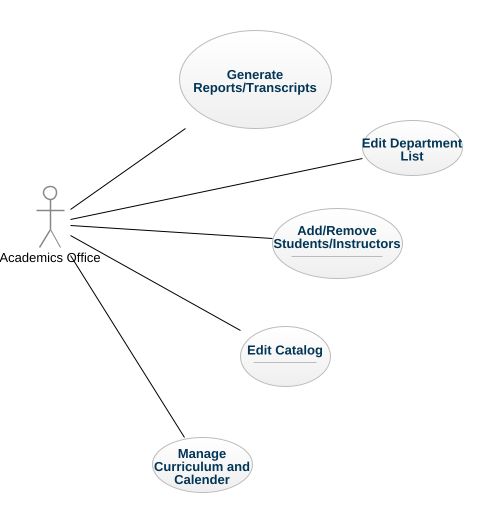 Generate
Reports/Transcripts
Edit Department
List
Add/Remove
Students/Instructors
Academics Office
Edit Catalog
Manage
Curriculum and
Calender